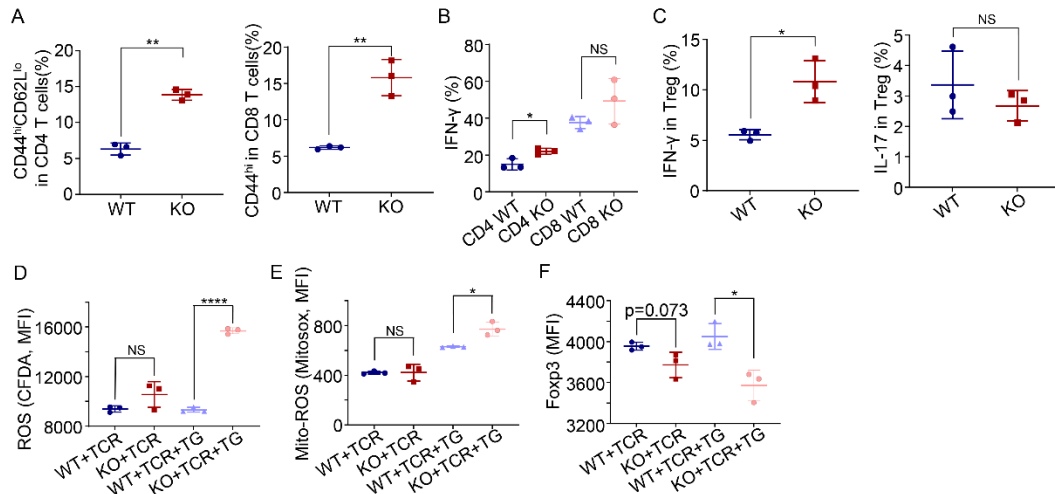 A
CD44hiCD62Llo
in CD4 T cells(%)
20
15
10
5
0
**
WT
KO
CD44hi in CD8 T cells(%)
20
15
10
5
0
**
WT
KO
B
IFN-γ (%)
80
60
40
20
0
*
NS
CD4 WT
CD4 KO
CD8 WT
CD8 KO
C
IFN-γ in Treg (%)
15
10
5
0
*
WT
KO
IL-17 in Treg (%)
5
4
3
2
1
0
NS
WT
KO
D
ROS (CFDA, MFI)
16000
12000
8000
NS
****
WT+TCR
KO+TCR
WT+TCR+TG
KO+TCR+TG
E
Mito-ROS (Mitosox, MFI)
800
400
0
NS
*
WT+TCR
KO+TCR
WT+TCR+TG
KO+TCR+TG
F
Foxp3 (MFI)
4400
4000
3600
3200
p=0.073
*
WT+TCR
KO+TCR
WT+TCR+TG
KO+TCR+TG